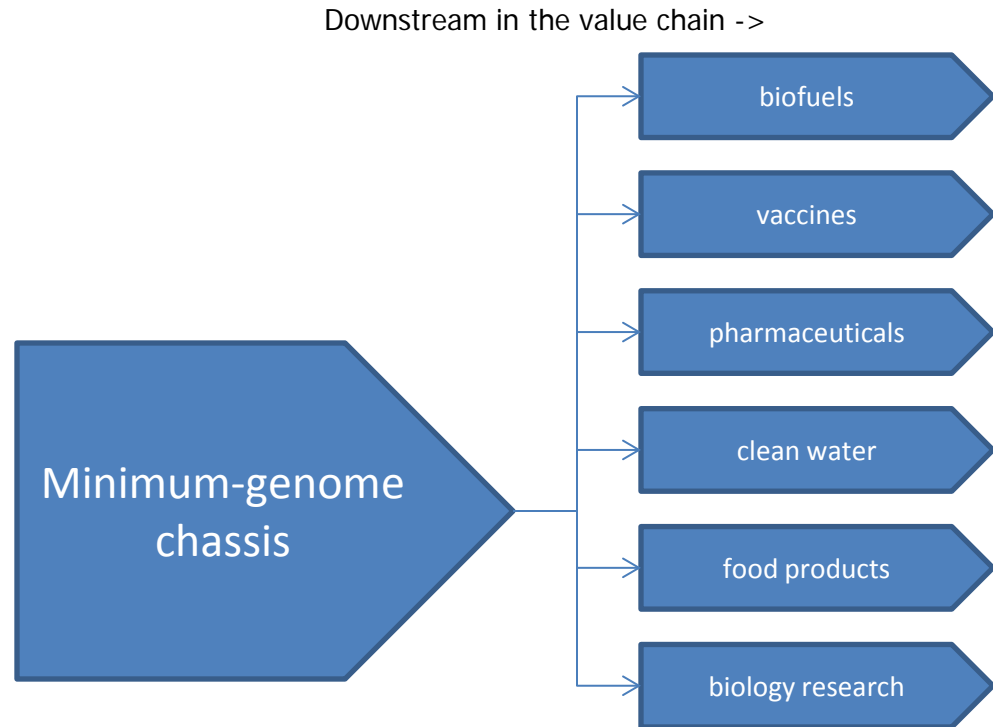 Downstream in the value chain ->
biofuels
vaccines
pharmaceuticals
Minimum-genome
chassis
clean water
food products
biology research